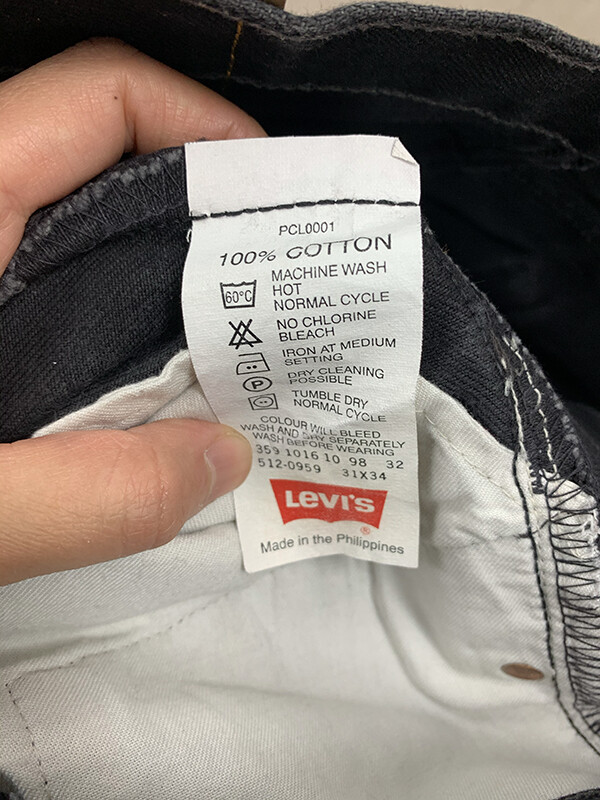 PCL0001
100% COTTON
60°C
MACHINE WASH
HOT
NORMAL CYCLE
NO CHLORINE
BLEACH
IRON AT MEDIUM
SETTING
P
DRY CLEANING
POSSIBLE
TUMBLE DRY
NORMAL CYCLE
COLOUR WILL BLEED
WASH AND DRY SEPARATELY
WASH BEFORE WEARING
359 1016 10 98 32
512-0959 31X34
LEVI'S
®
Made in the Philippines